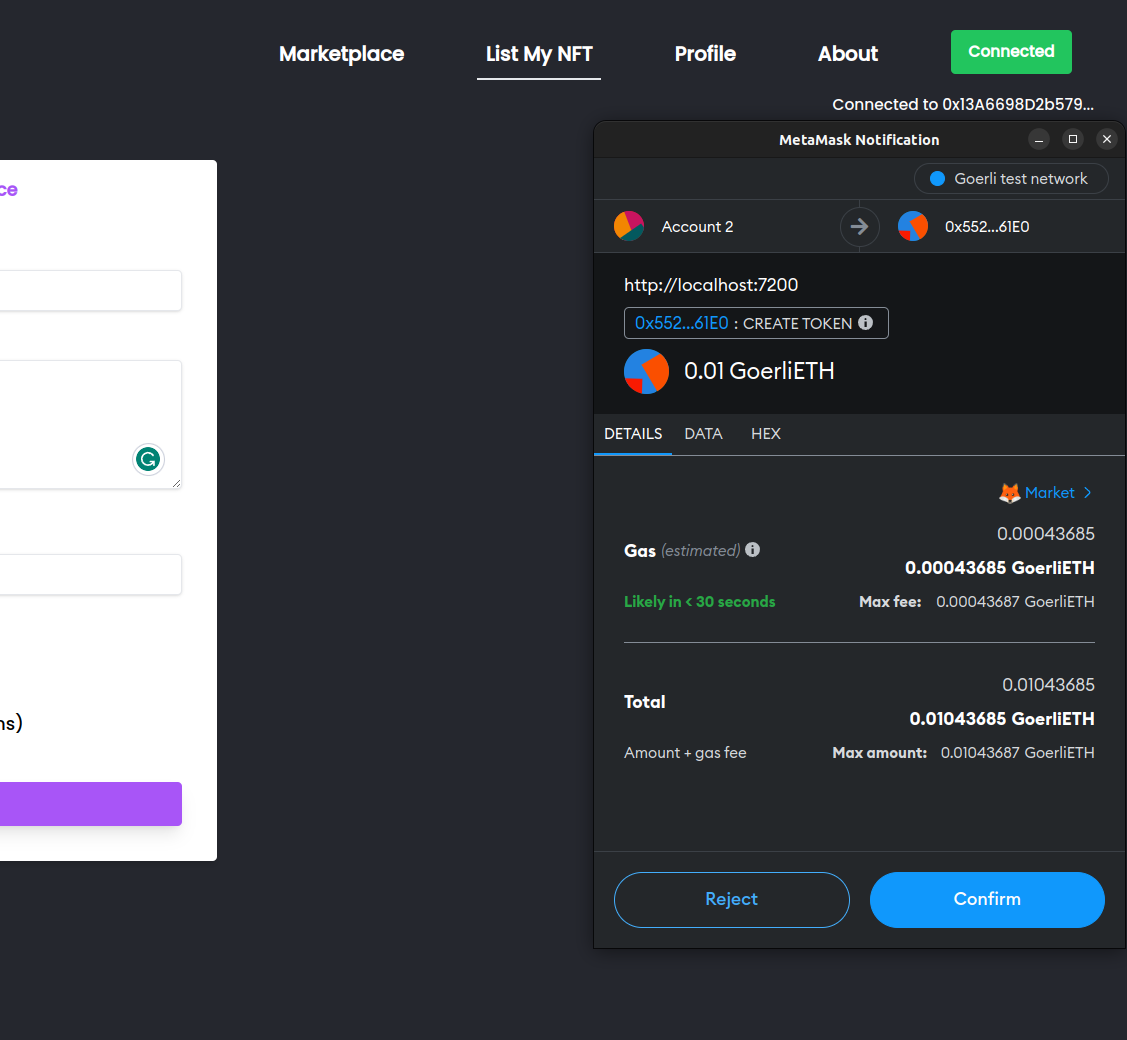 Marketplace List My NFT Profile About Connected
Connected to 0x13A6698D2b579...
ce
ns)
MetaMask Notification
Goerli test network
Account 2 0x552...61E0
http://localhost:7200
0x552...61E0 : CREATE TOKEN
0.01 GoerliETH
DETAILS DATA HEX
Market >
0.00043685
Gas (estimated) 0.00043685 GoerliETH
Likely in < 30 seconds Max fee: 0.00043687 GoerliETH
0.01043685
Total 0.01043685 GoerliETH
Amount + gas fee Max amount: 0.01043687 GoerliETH
Reject Confirm